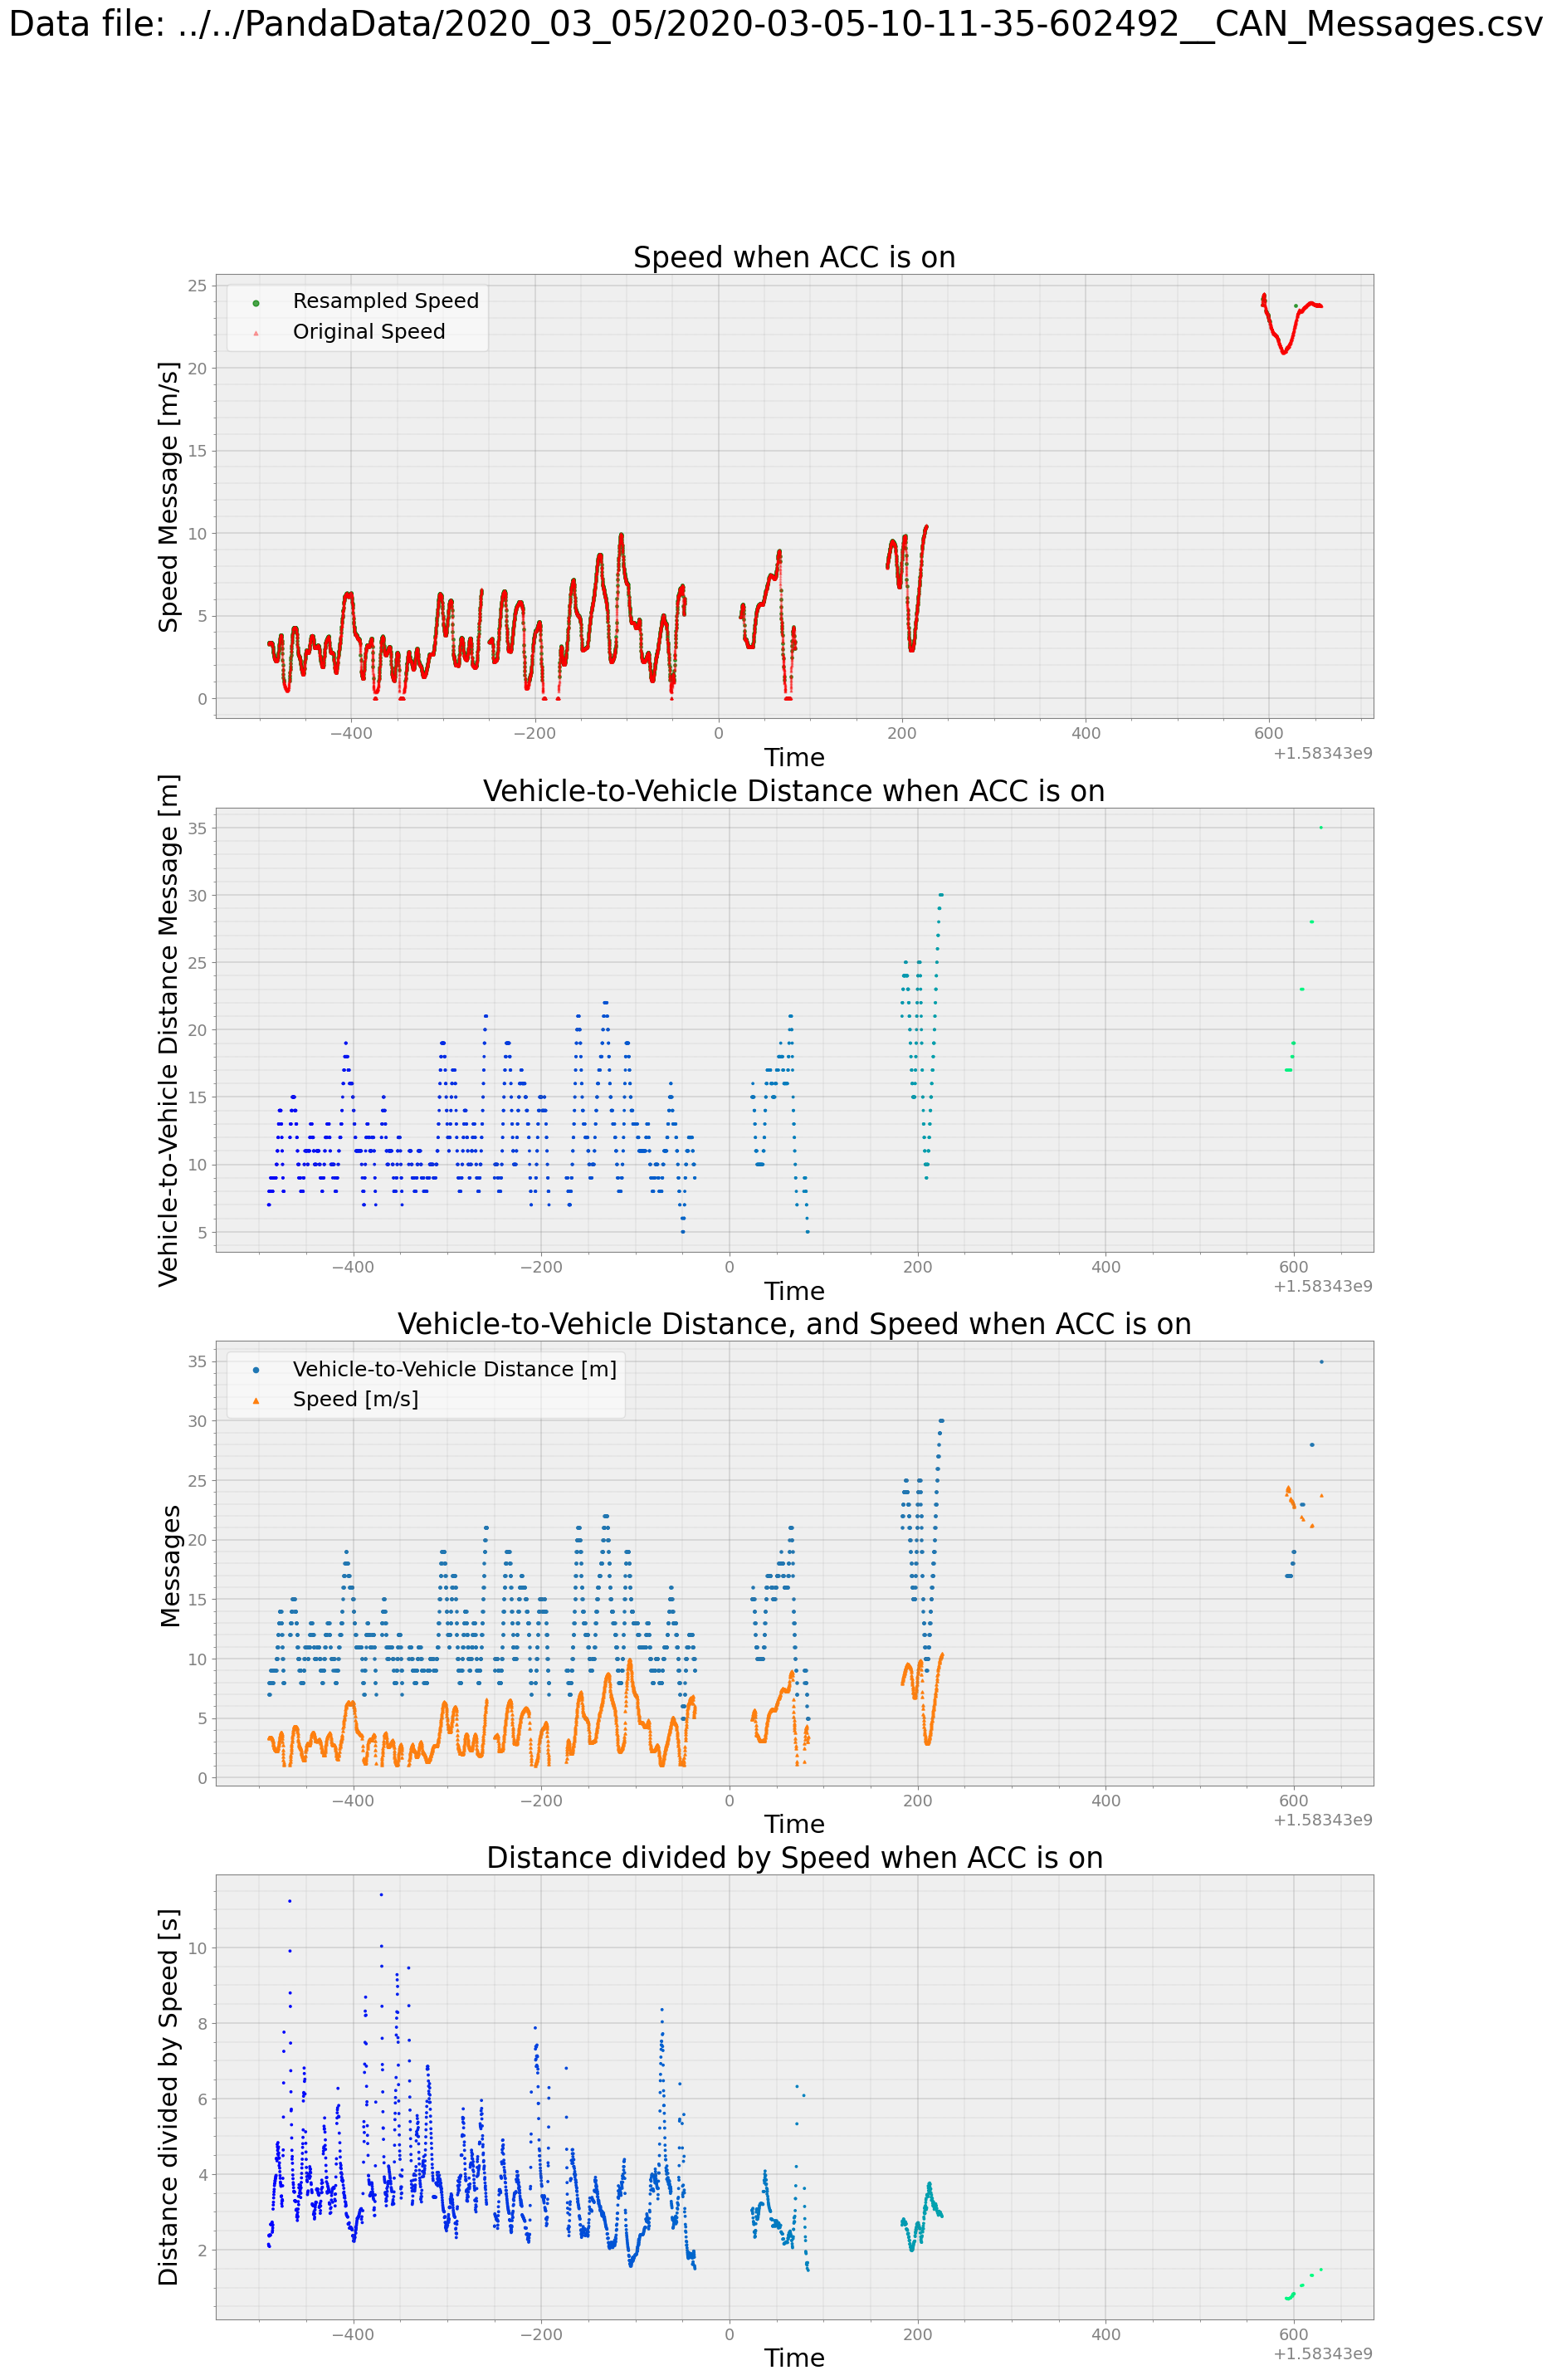 Data file: ../../PandaData/2020_03_05/2020-03-05-10-11-35-602492__CAN_Messages.csv
Speed when ACC is on
Resampled Speed
Original Speed
Speed Message [m/s]
25
20
15
10
5
0
−400 −200 0 200 400 600
+1.58343e9
Time
Vehicle-to-Vehicle Distance when ACC is on
Vehicle-to-Vehicle Distance Message [m]
35
30
25
20
15
10
5
−400 −200 0 200 400 600
+1.58343e9
Time
Vehicle-to-Vehicle Distance, and Speed when ACC is on
Vehicle-to-Vehicle Distance [m]
Speed [m/s]
Messages
35
30
25
20
15
10
5
0
−400 −200 0 200 400 600
+1.58343e9
Time
Distance divided by Speed when ACC is on
Distance divided by Speed [s]
10
8
6
4
2
−400 −200 0 200 400 600
+1.58343e9
Time